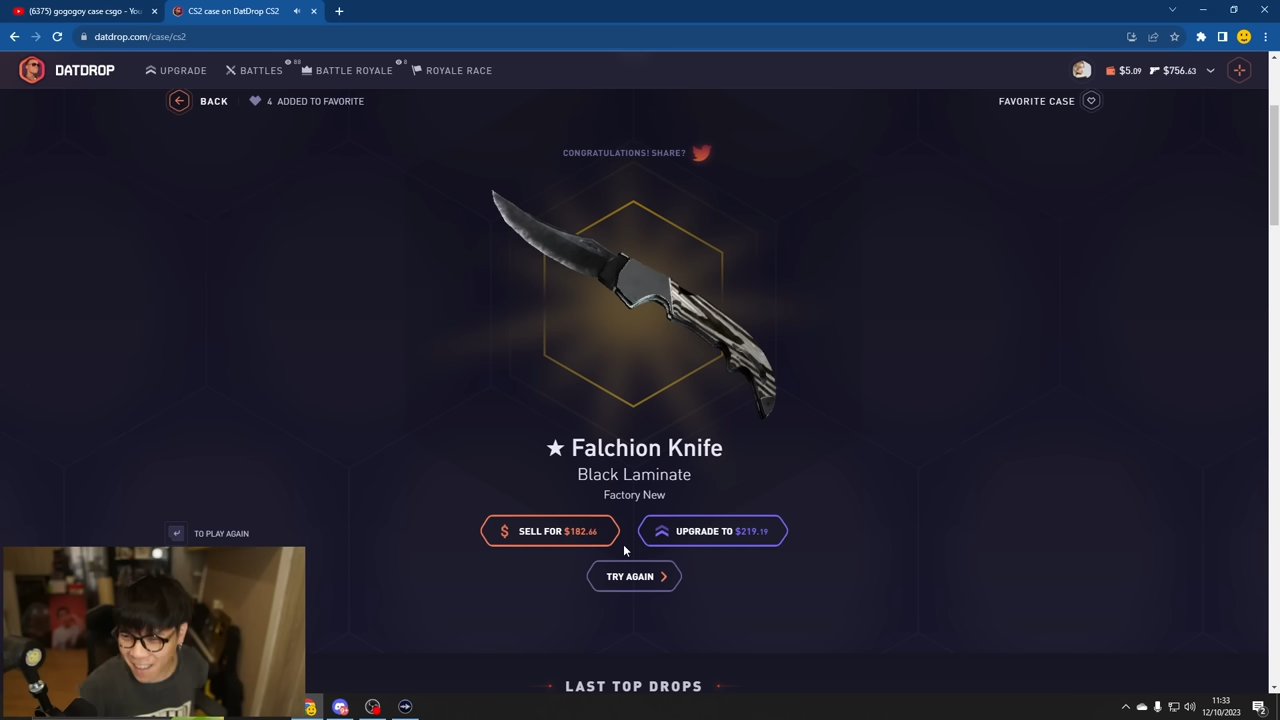 (6375) gogogoy case csgo - You
CS2 case on DatDrop CS2
datdrop.com/case/cs2
DATDROP
UPGRADE
BATTLES
BATTLE ROYALE
ROYALE RACE
$5.09
$756.63
BACK
4 ADDED TO FAVORITE
FAVORITE CASE
CONGRATULATIONS! SHARE?
★ Falchion Knife
Black Laminate
Factory New
$ SELL FOR $182.66
UPGRADE TO $219.19
TO PLAY AGAIN
TRY AGAIN
LAST TOP DROPS
11:33
12/10/2023
2